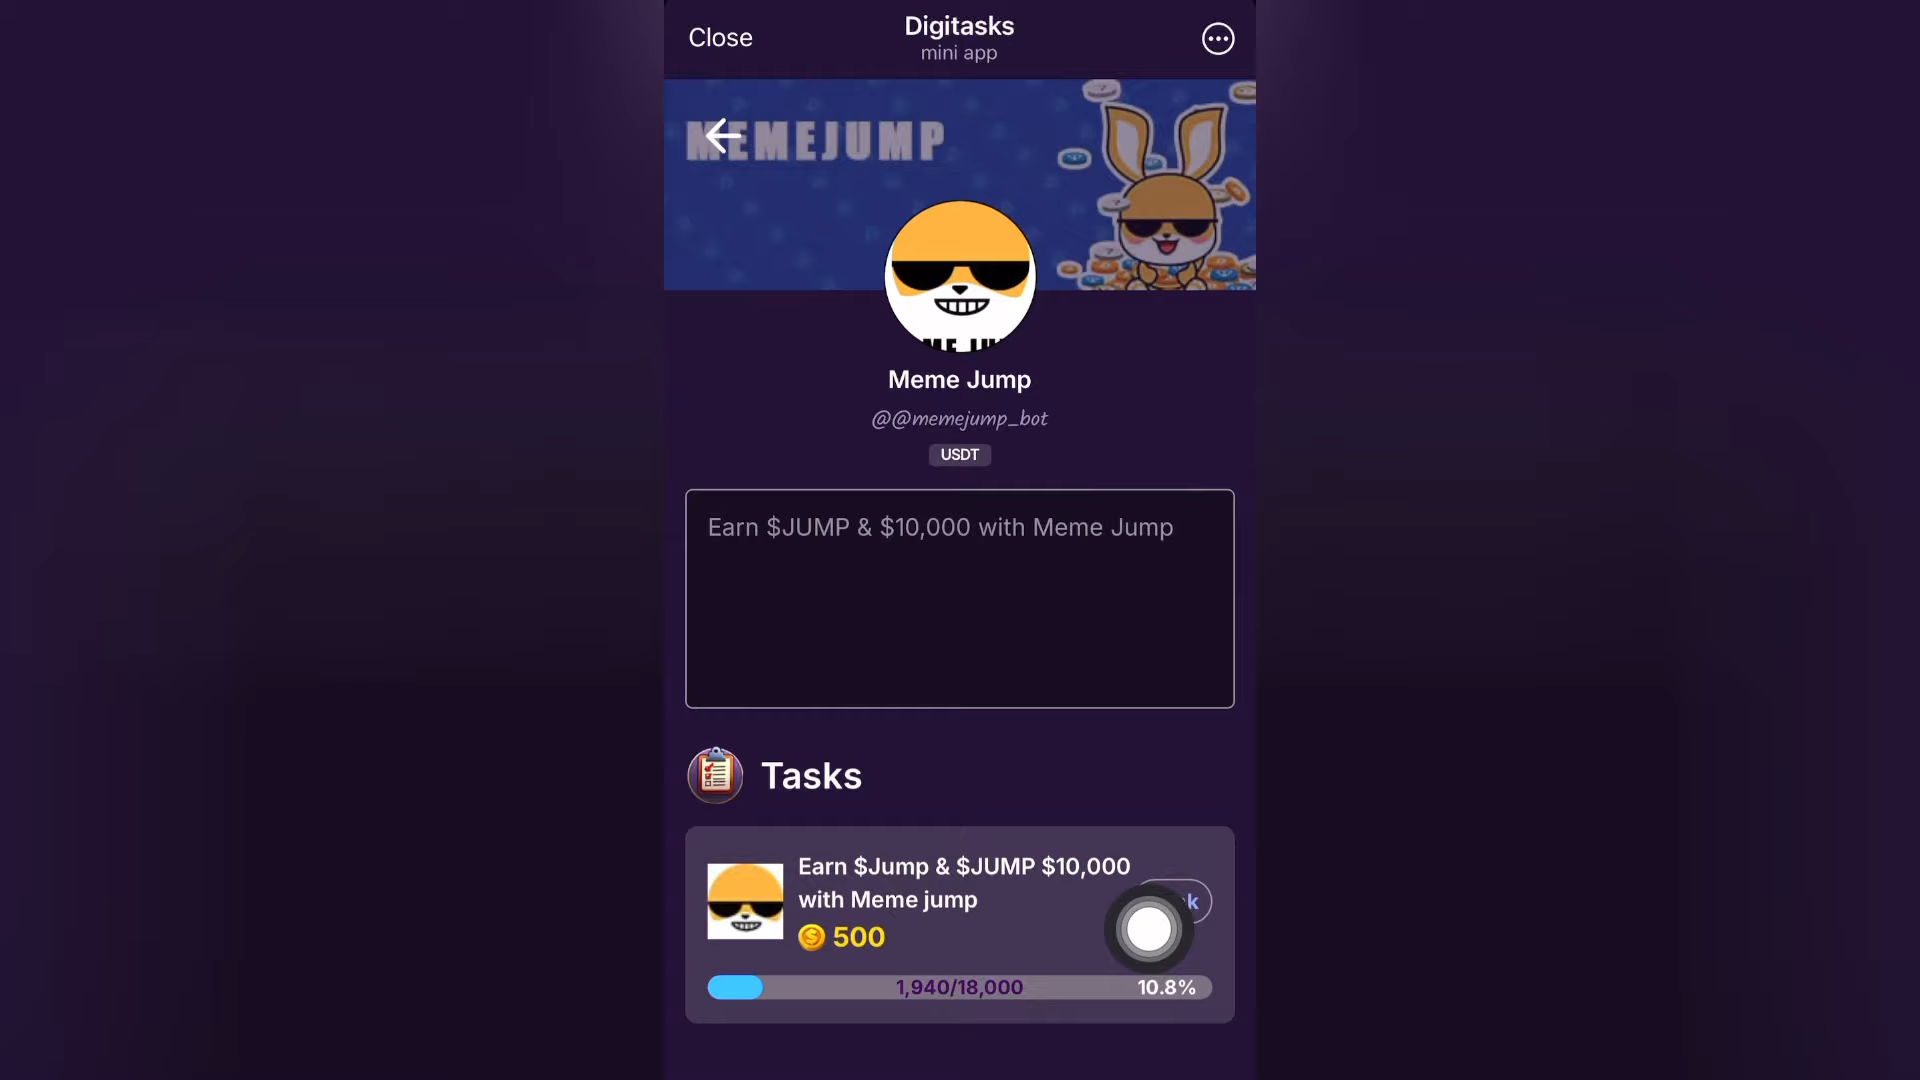 Close
Digitasks
mini app
MEMEJUMP
Meme Jump
@@memejump_bot
USDT
Earn $JUMP & $10,000 with Meme Jump
Tasks
Earn $Jump & $JUMP $10,000
with Meme jump
500
1,940/18,000
10.8%